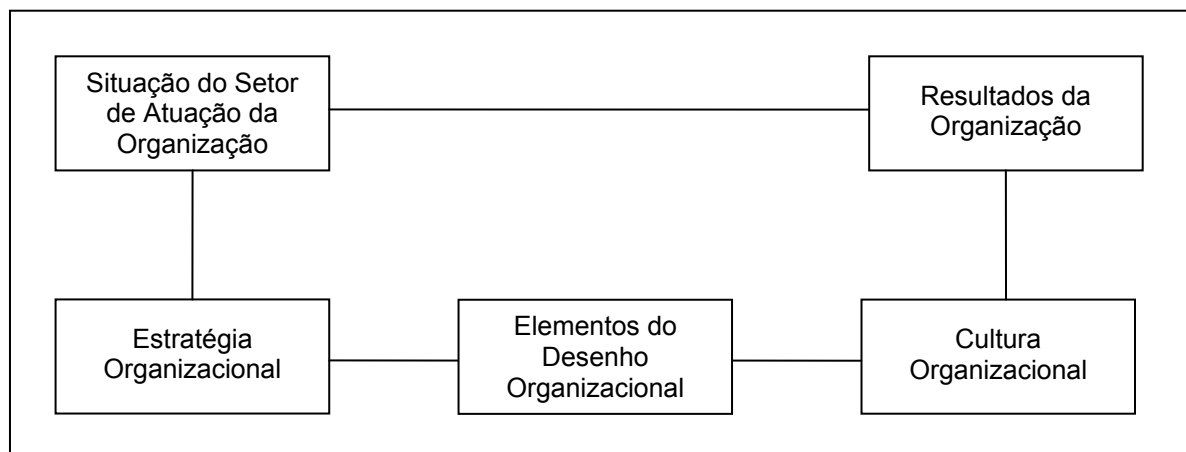 Situação do Setor
de Atuação da
Organização
Resultados da
Organização
Estratégia
Organizacional
Elementos do
Desenho
Organizacional
Cultura
Organizacional